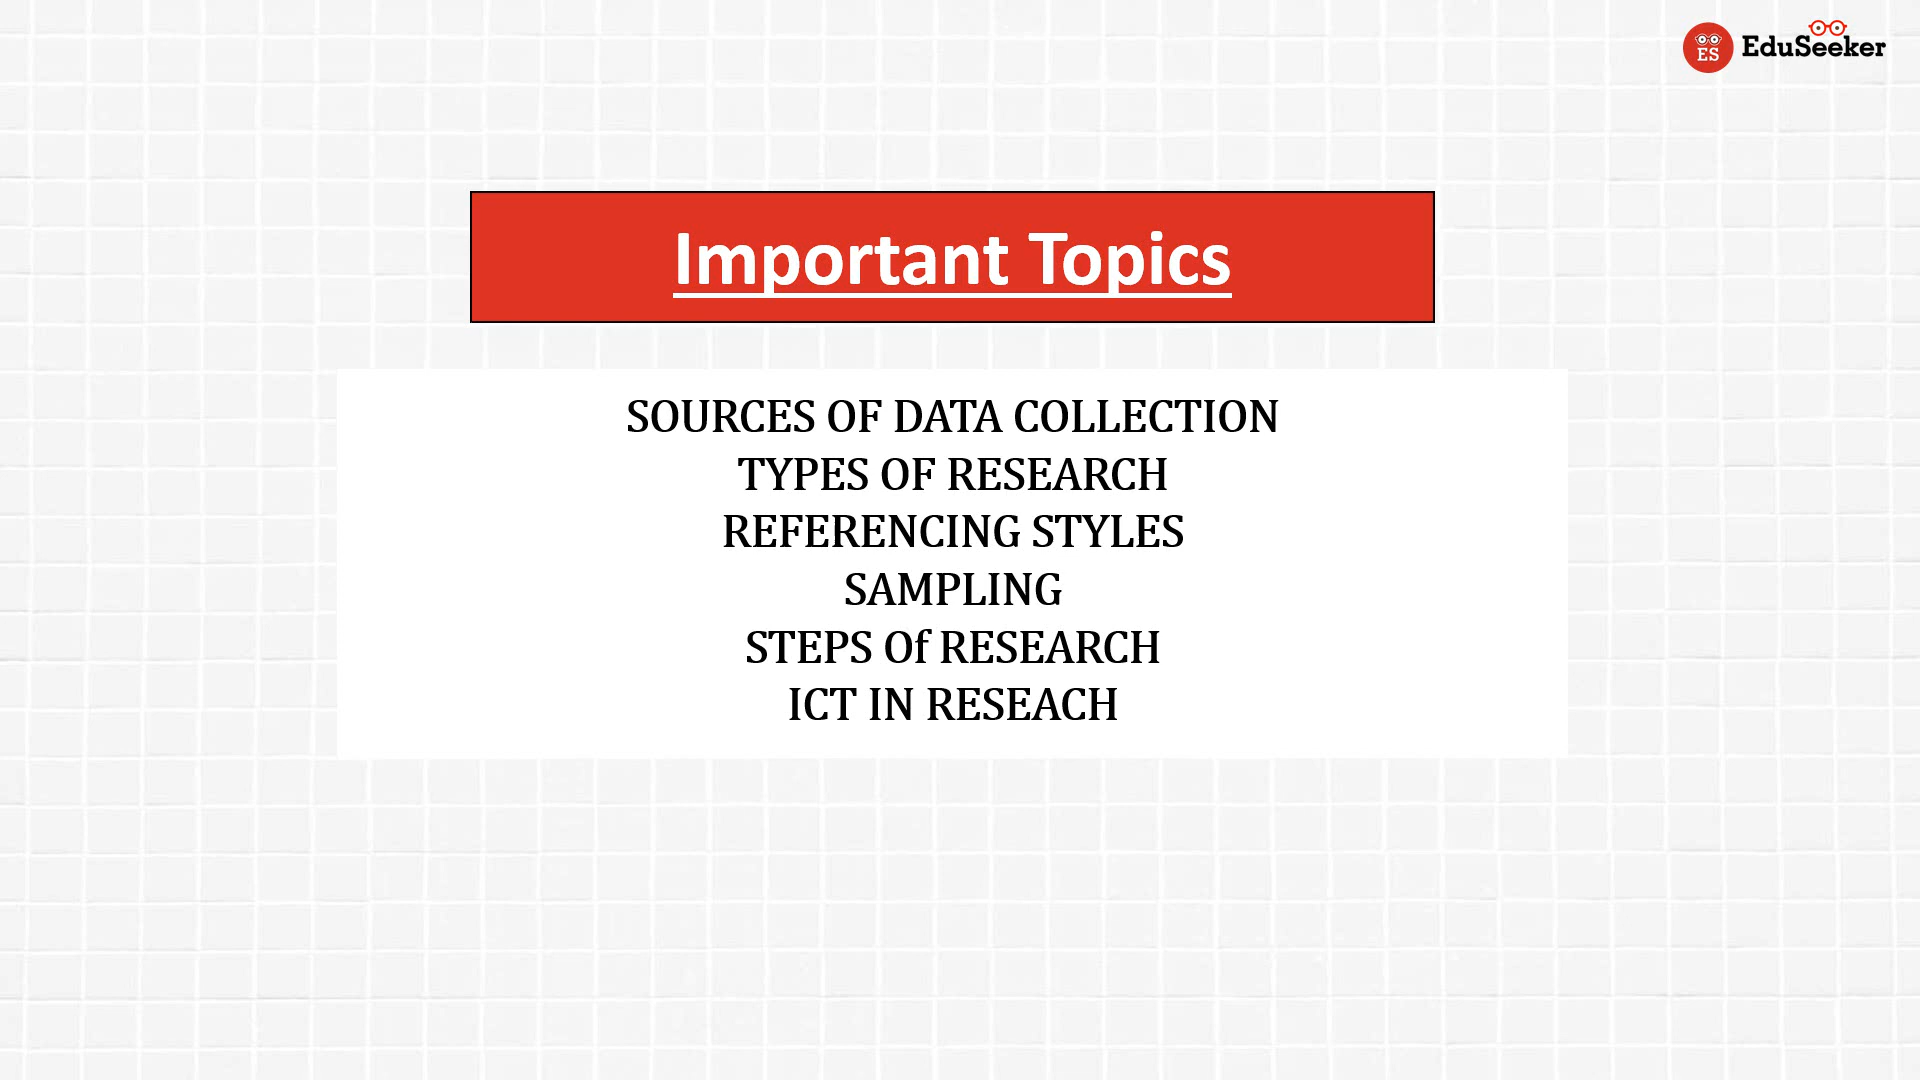 ES EduSeeker
Important Topics
SOURCES OF DATA COLLECTION
TYPES OF RESEARCH
REFERENCING STYLES
SAMPLING
STEPS Of RESEARCH
ICT IN RESEACH